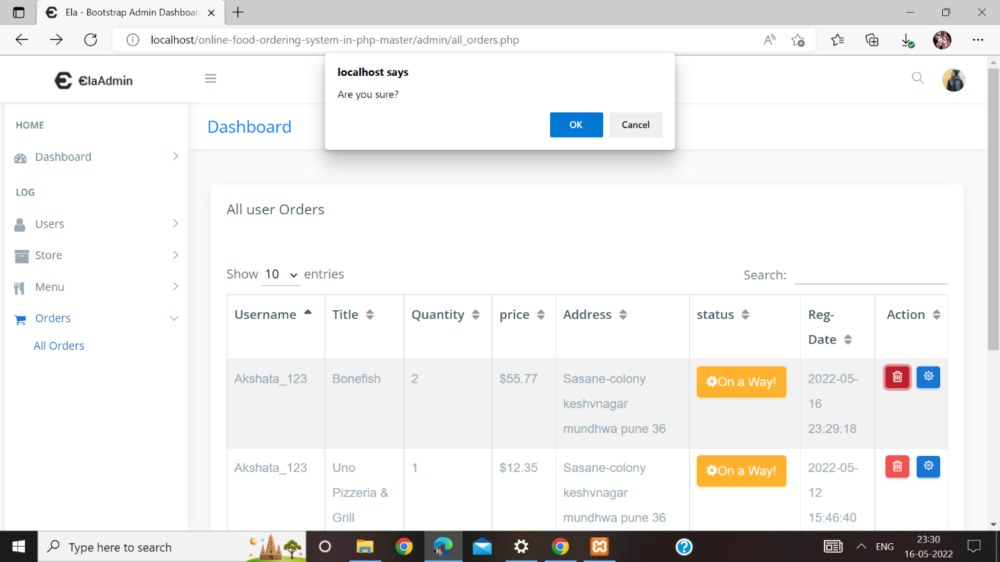 Ela - Bootstrap Admin Dashboar
localhost/online-food-ordering-system-in-php-master/admin/all_orders.php
localhost says
Are you sure?
OK
Cancel
ElaAdmin
HOME
Dashboard
Dashboard
LOG
Users
Store
Menu
Orders
All Orders
All user Orders
Show 10 entries
Search:
Username Title Quantity price Address status Reg-Date Action
Akshata_123 Bonefish 2 $55.77 Sasane-colony On a Way! 2022-05-
keshvnagar 16
mundhwa pune 36 23:29:18
Akshata_123 Uno 1 $12.35 Sasane-colony On a Way! 2022-05-
Pizzeria & keshvnagar 12
Grill mundhwa pune 36 15:46:40
Type here to search
ENG
23:30
16-05-2022